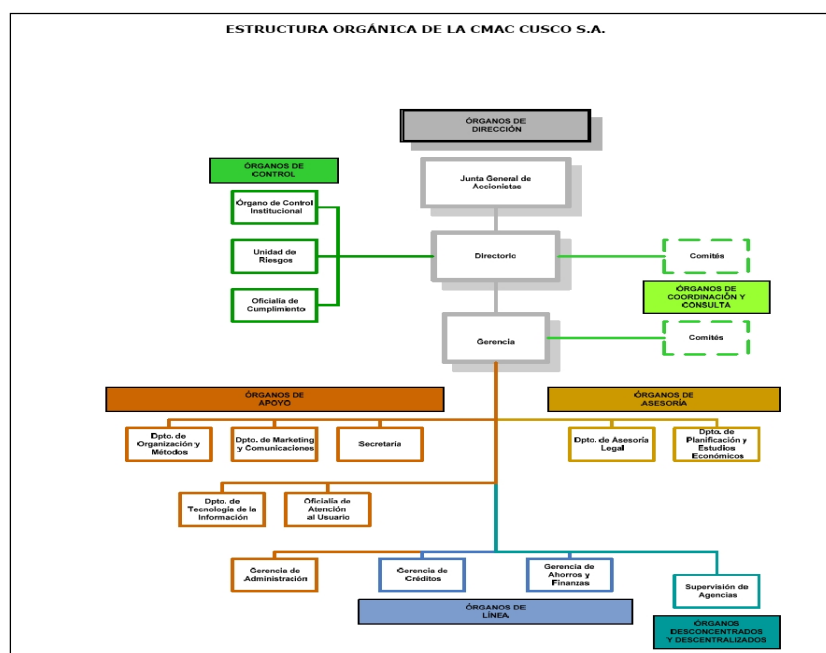 ESTRUCTURA ORGÁNICA DE LA CMAC CUSCO S.A.
ÓRGANOS DE
DIRECCIÓN
ÓRGANOS DE
CONTROL
Junta General de
Accionistas
Órgano de Control
Institucional
Unidad de
Riesgos
Directorio
Comités
Oficialía de
Cumplimiento
ÓRGANOS DE
COORDINACIÓN Y
CONSULTA
Gerencia
Comités
ÓRGANOS DE
APOYO
ÓRGANOS DE
ASESORÍA
Dpto. de
Organización y
Métodos
Dpto. de Marketing
y Comunicaciones
Secretaría
Dpto. de Asesoría
Legal
Dpto. de
Planificación y
Estudios
Económicos
Dpto. de
Tecnología de la
Información
Oficialía de
Atención
al Usuario
Gerencia de
Administración
Gerencia de
Créditos
Gerencia de
Ahorros y
Finanzas
Supervisión de
Agencias
ÓRGANOS DE
LÍNEA
ÓRGANOS
DESCONCENTRADOS
Y DESCENTRALIZADOS